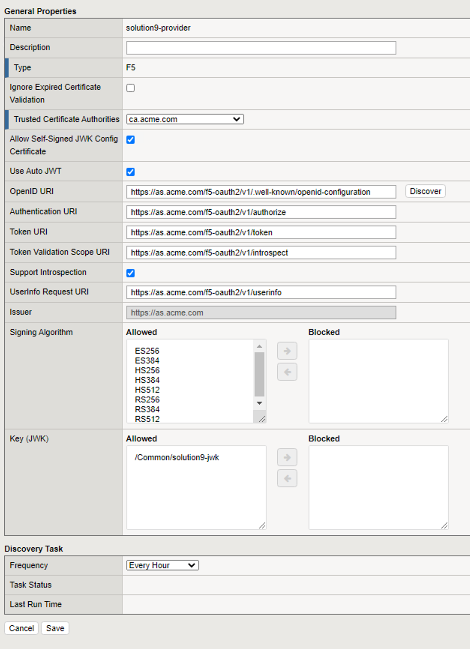 General Properties
Name solution9-provider
Description
Type F5
Ignore Expired Certificate
Validation
Trusted Certificate Authorities ca.acme.com
Allow Self-Signed JWK Config
Certificate
Use Auto JWT
OpenID URI https://as.acme.com/f5-oauth2/v1/.well-known/openid-configuration Discover
Authentication URI https://as.acme.com/f5-oauth2/v1/authorize
Token URI https://as.acme.com/f5-oauth2/v1/token
Token Validation Scope URI https://as.acme.com/f5-oauth2/v1/introspect
Support Introspection
UserInfo Request URI https://as.acme.com/f5-oauth2/v1/userinfo
Issuer https://as.acme.com
Signing Algorithm Allowed Blocked
ES256
ES384
HS256
HS384
HS512
RS256
RS384
RS512
Key (JWK) Allowed Blocked
/Common/solution9-jwk
Discovery Task
Frequency Every Hour
Task Status
Last Run Time
Cancel Save